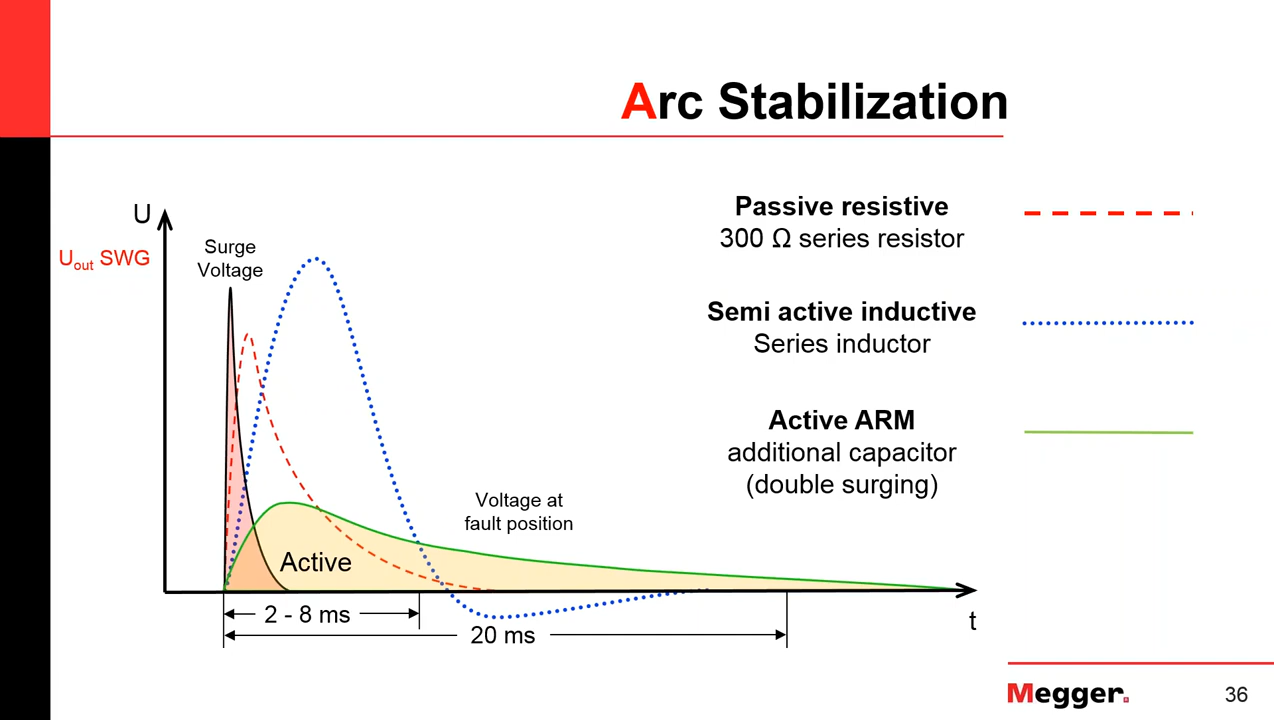 Arc Stabilization
U
U_out SWG
Surge
Voltage
Passive resistive
300 Ω series resistor
Semi active inductive
Series inductor
Active ARM
additional capacitor
(double surging)
Voltage at
fault position
Active
2 - 8 ms
20 ms
t
Megger.
36